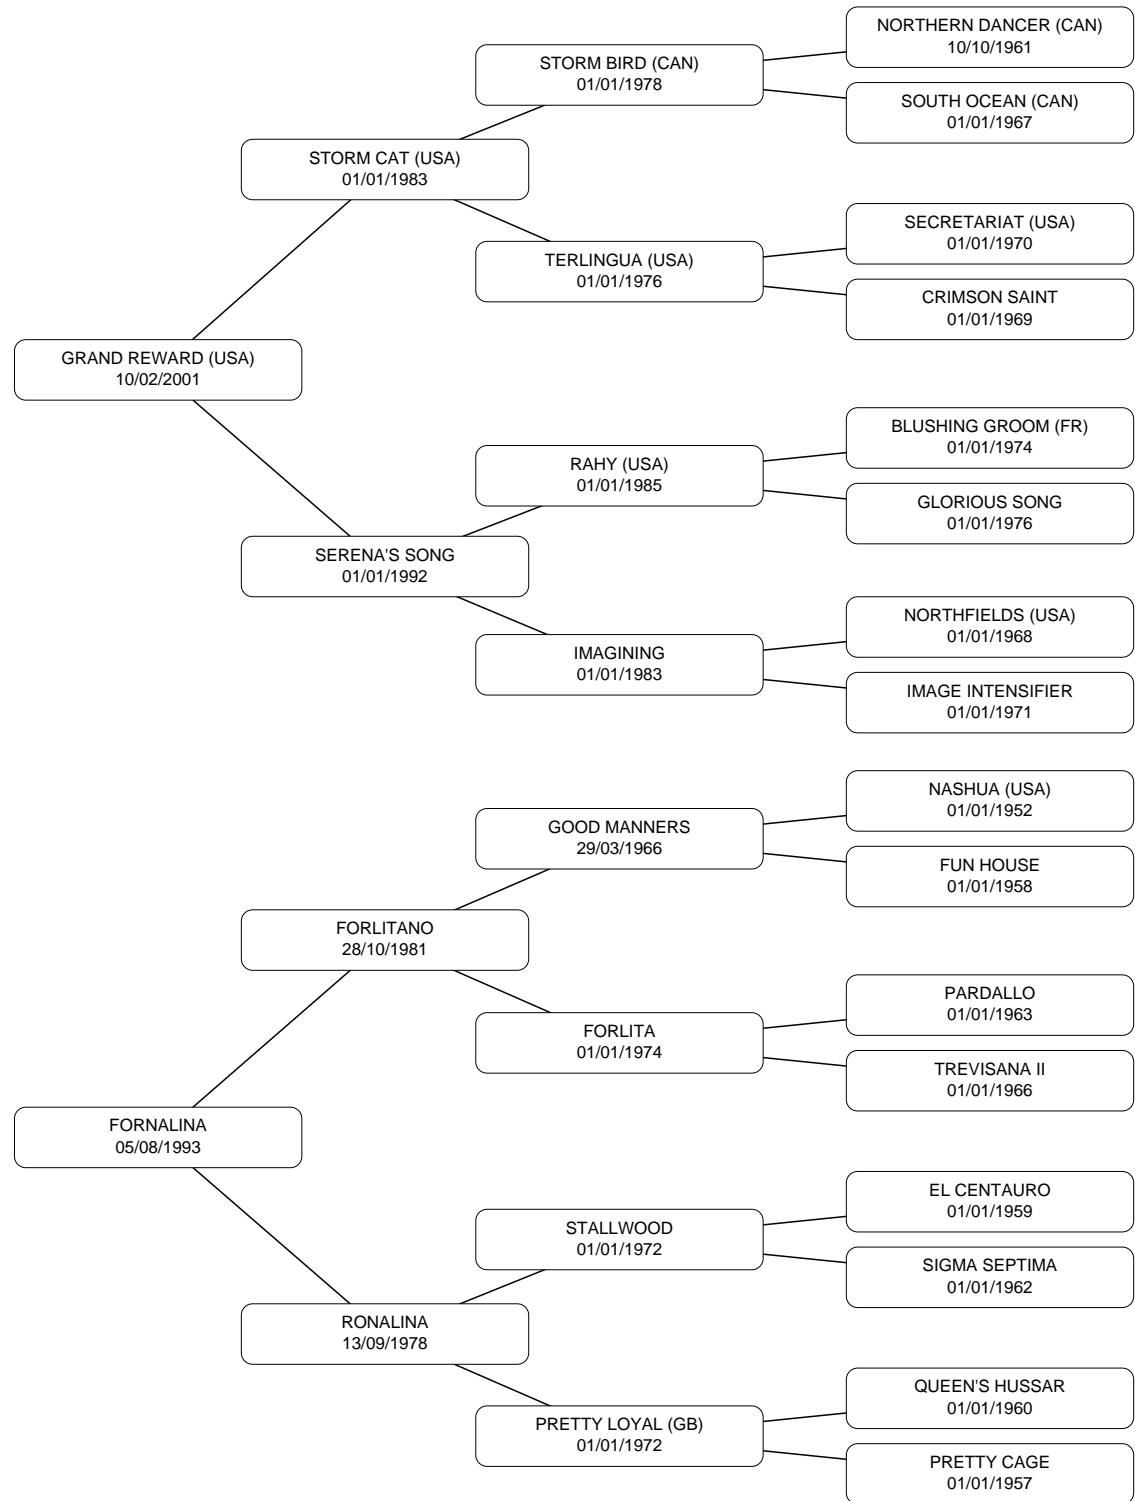 NORTHERN DANCER (CAN)
10/10/1961
STORM BIRD (CAN)
01/01/1978
SOUTH OCEAN (CAN)
01/01/1967
STORM CAT (USA)
01/01/1983
SECRETARIAT (USA)
01/01/1970
TERLINGUA (USA)
01/01/1976
CRIMSON SAINT
01/01/1969
GRAND REWARD (USA)
10/02/2001
BLUSHING GROOM (FR)
01/01/1974
RAHY (USA)
01/01/1985
GLORIOUS SONG
01/01/1976
SERENA'S SONG
01/01/1992
NORTHFIELDS (USA)
01/01/1968
IMAGINING
01/01/1983
IMAGE INTENSIFIER
01/01/1971
NASHUA (USA)
01/01/1952
GOOD MANNERS
29/03/1966
FUN HOUSE
01/01/1958
FORLITANO
28/10/1981
PARDALLO
01/01/1963
FORLITA
01/01/1974
TREVISANA II
01/01/1966
FORNALINA
05/08/1993
EL CENTAURO
01/01/1959
STALLWOOD
01/01/1972
SIGMA SEPTIMA
01/01/1962
RONALINA
13/09/1978
QUEEN'S HUSSAR
01/01/1960
PRETTY LOYAL (GB)
01/01/1972
PRETTY CAGE
01/01/1957